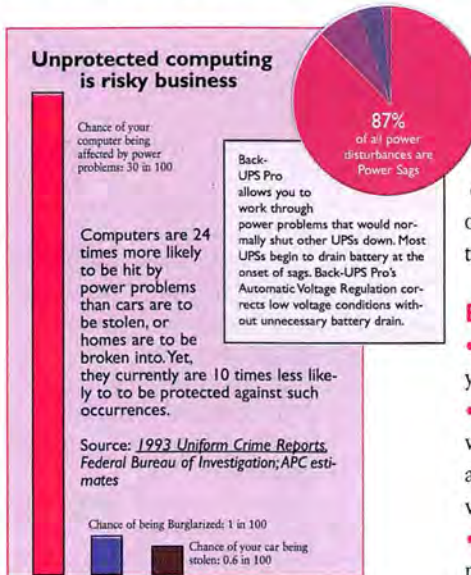 Unprotected computing
is risky business
Chance of your
computer being
affected by power
problems: 30 in 100
87%
of all power
disturbances are
Power Sags
Back-
UPS Pro
allows you to
work through
power problems that would nor-
mally shut other UPSs down. Most
UPSs begin to drain battery at the
onset of sags. Back-UPS Pro's
Automatic Voltage Regulation cor-
rects low voltage conditions with-
out unnecessary battery drain.
Computers are 24
times more likely
to be hit by
power problems
than cars are to
be stolen, or
homes are to be
broken into. Yet,
they currently are 10 times less like-
ly to to be protected against such
occurrences.
Source: 1993 Uniform Crime Reports,
Federal Bureau of Investigation; APC esti-
mates
Chance of being Burglarized: 1 in 100
Chance of your car being
stolen: 0.6 in 100